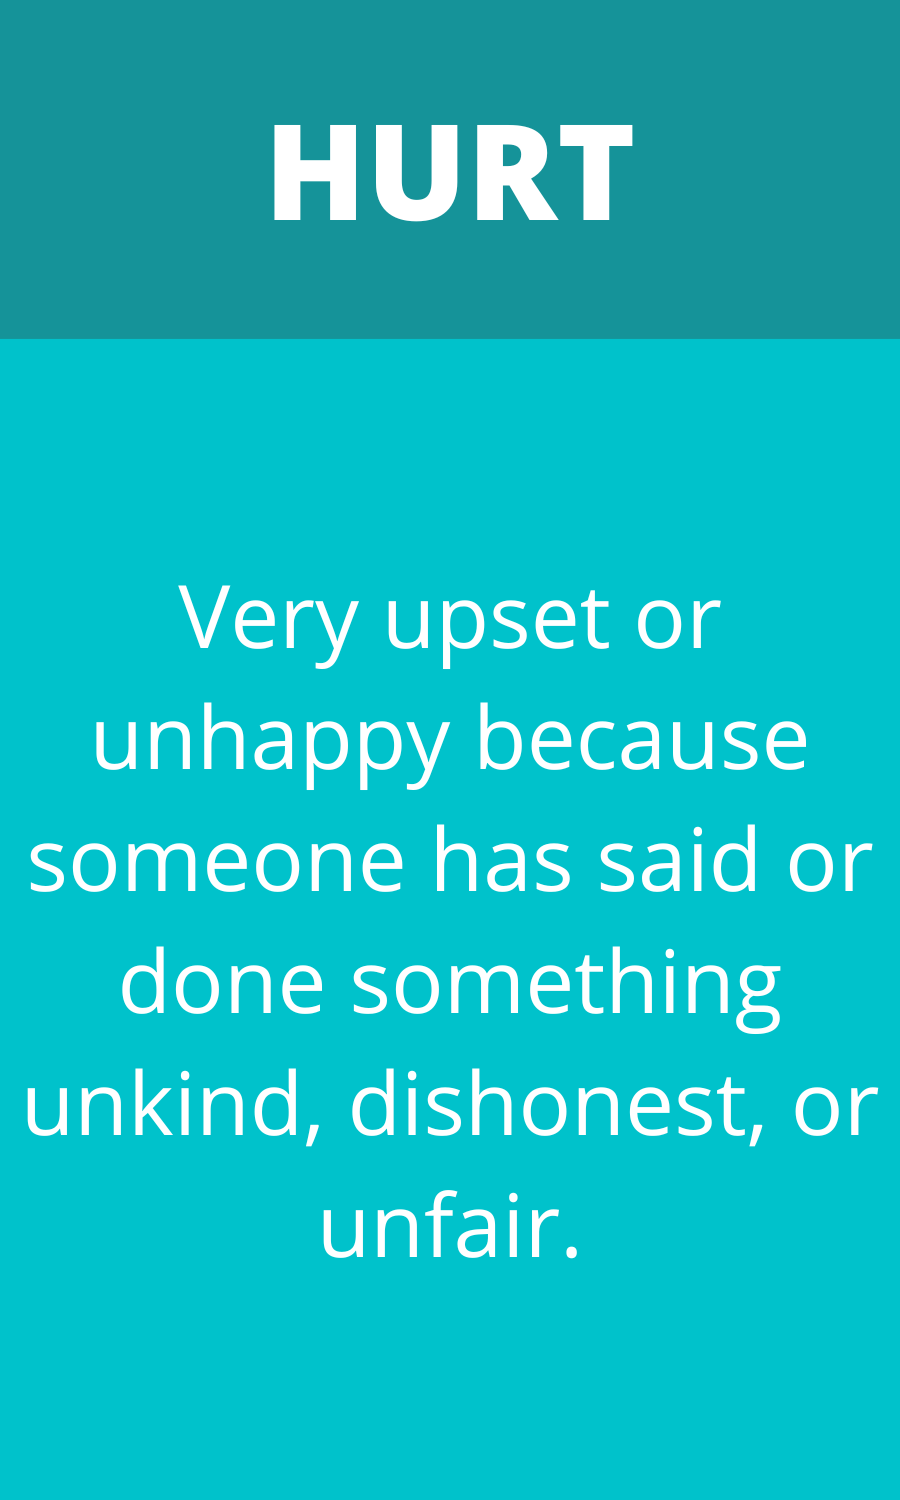 HURT
Very upset or
unhappy because
someone has said or
done something
unkind, dishonest, or
unfair.